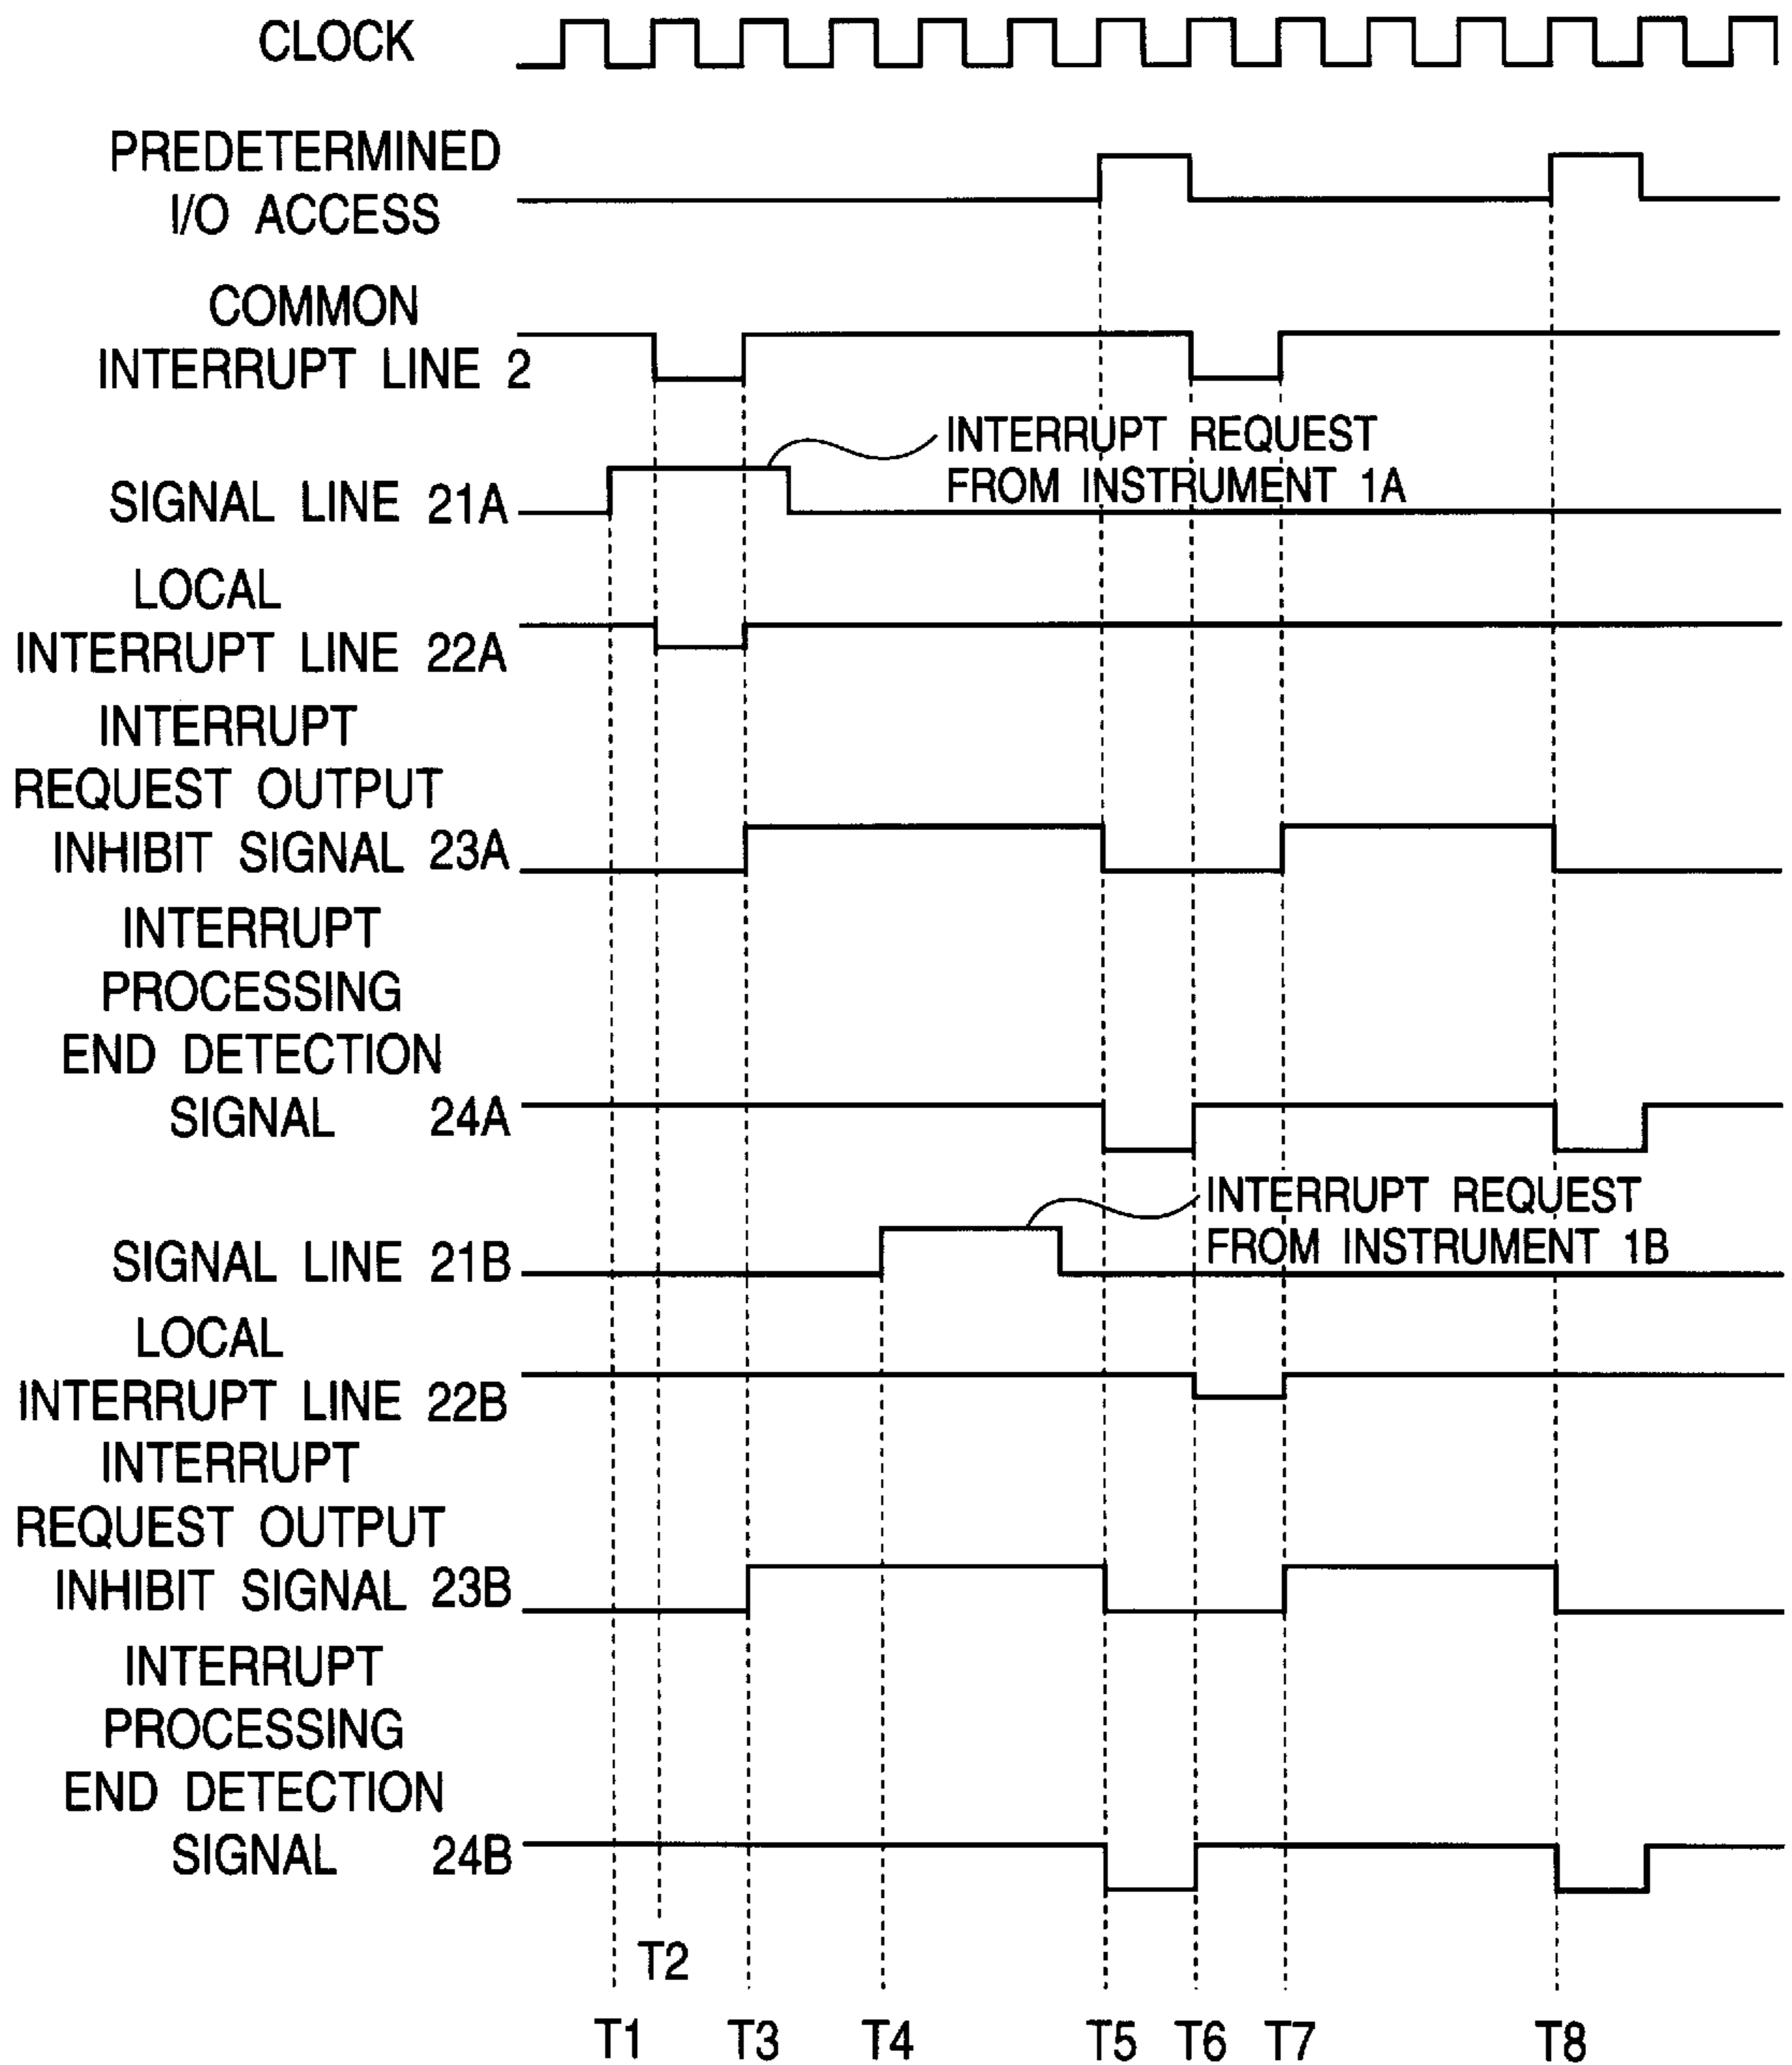 CLOCK
PREDETERMINED
I/O ACCESS
COMMON
INTERRUPT LINE 2
INTERRUPT REQUEST
FROM INSTRUMENT 1A
SIGNAL LINE 21A
LOCAL
INTERRUPT LINE 22A
INTERRUPT
REQUEST OUTPUT
INHIBIT SIGNAL 23A
INTERRUPT
PROCESSING
END DETECTION
SIGNAL 24A
INTERRUPT REQUEST
FROM INSTRUMENT 1B
SIGNAL LINE 21B
LOCAL
INTERRUPT LINE 22B
INTERRUPT
REQUEST OUTPUT
INHIBIT SIGNAL 23B
INTERRUPT
PROCESSING
END DETECTION
SIGNAL 24B
T2
T1 T3 T4 T5 T6 T7 T8